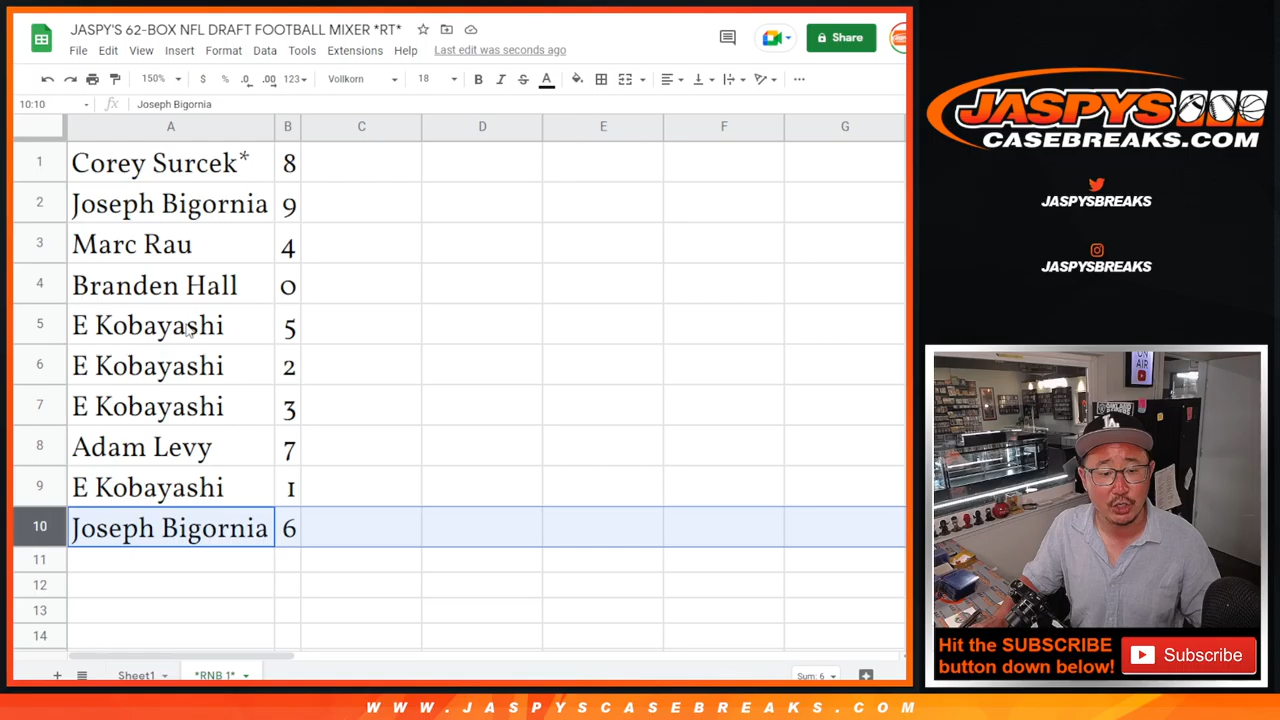 JASPY'S 62-BOX NFL DRAFT FOOTBALL MIXER *RT*
File Edit View Insert Format Data Tools Extensions Help Last edit was seconds ago
Share
150% $ % .0 .00 123 Vollkorn 18 B I S A
10:10 fx Joseph Bigornia
A B C D E F G
1 Corey Surcek* 8
2 Joseph Bigornia 9
3 Marc Rau 4
4 Branden Hall 0
5 E Kobayashi 5
6 E Kobayashi 2
7 E Kobayashi 3
8 Adam Levy 7
9 E Kobayashi 1
10 Joseph Bigornia 6
11
12
13
14
+ Sheet1 *RNB 1* Sum: 6
JASPYS
CASEBREAKS.COM
JASPYSBREAKS
JASPYSBREAKS
ON AIR
Hit the SUBSCRIBE
button down below!
Subscribe
WWW.JASPYSCASEBREAKS.COM